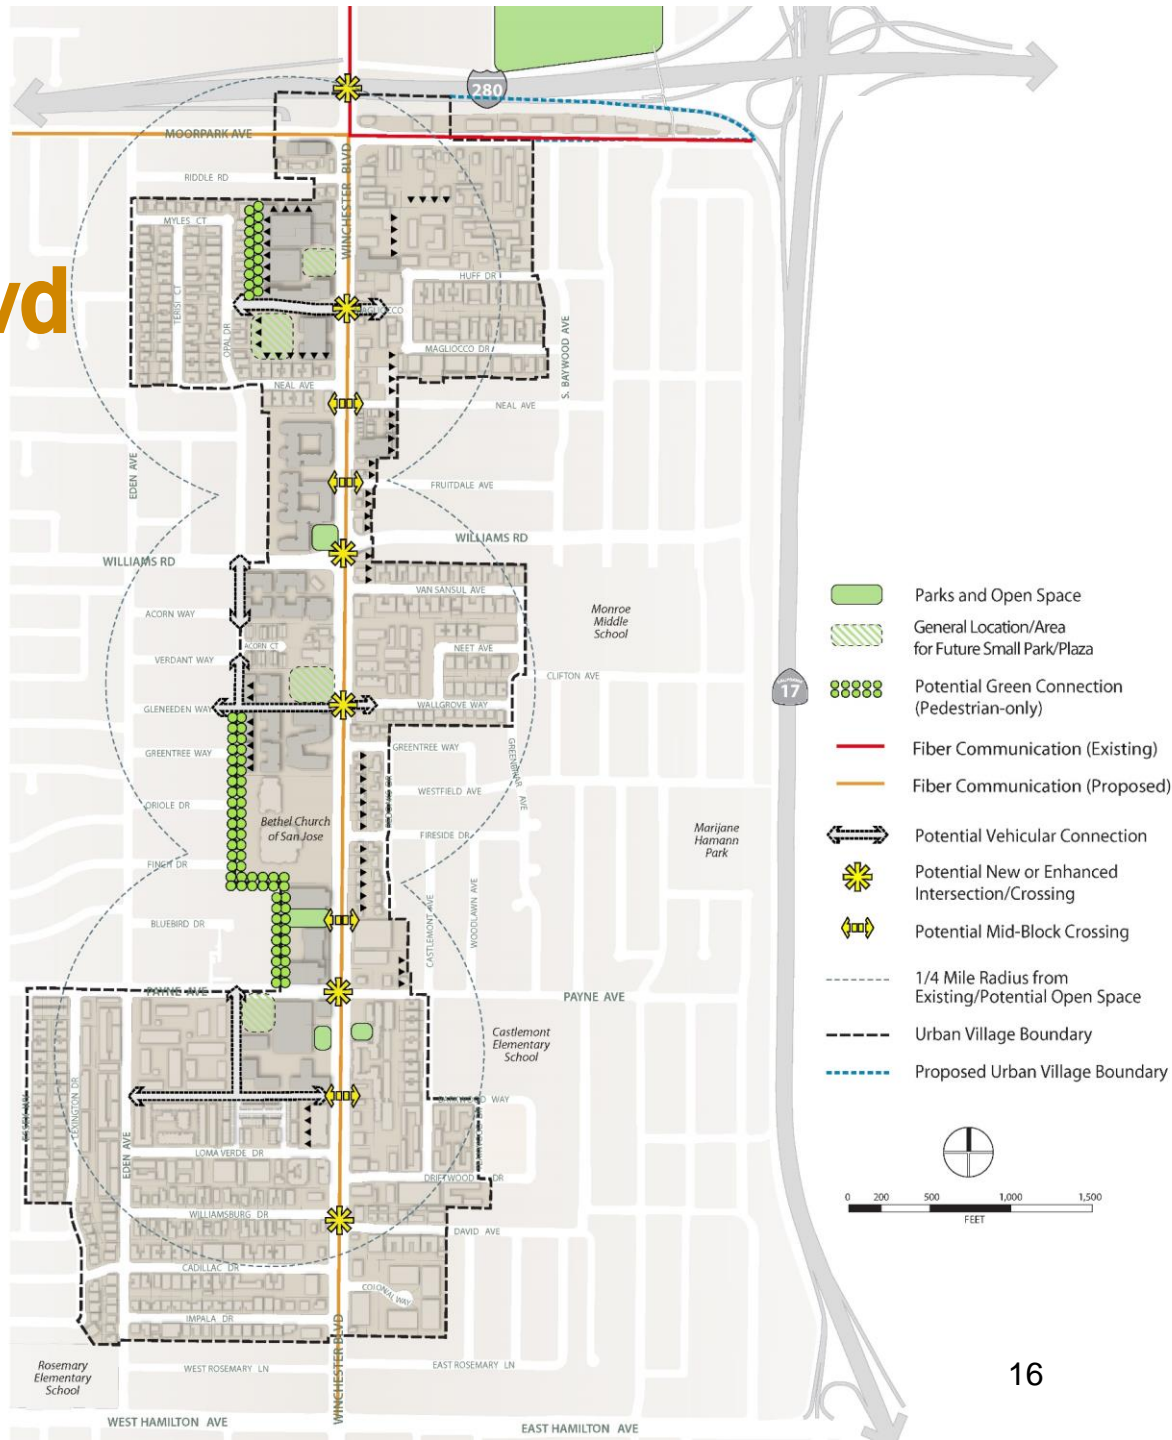 280
MOORPARK AVE
WINCHESTER BLVD
RIDDLE RD
MYLES CT
HUFF DR
TERISI CT
vd
OPAL DR
MAGLIOCCO DR
S. BAYWOOD AVE
NEAL AVE
NEAL AVE
EDEN AVE
FRUITDALE AVE
WILLIAMS RD
WILLIAMS RD
VAN SANSUL AVE
ACORN WAY
Monroe
Middle
School
ACORN CT
NEET AVE
VERDANT WAY
CLIFTON AVE
17
GLENEEDEN WAY
WALLGROVE WAY
GREENTREE WAY
GREENTREE WAY
GREENBRIAR AVE
WESTFIELD AVE
ORIOLE DR
Bethel Church
of San Jose
FIRESIDE DR
Marijane
Hamann
Park
FINCH DR
CASTLEMONT AVE
WOODLAWN AVE
BLUEBIRD DR
PAYNE AVE
PAYNE AVE
Castlemont
Elementary
School
LEXINGTON DR
EDEN AVE
LOMA VERDE DR
DRIFTWOOD DR
WILLIAMSBURG DR
DAVID AVE
CADILLAC DR
COLONIAL WAY
IMPALA DR
WINCHESTER BLVD
Rosemary
Elementary
School
WEST ROSEMARY LN
EAST ROSEMARY LN
WEST HAMILTON AVE
EAST HAMILTON AVE
Parks and Open Space
General Location/Area
for Future Small Park/Plaza
Potential Green Connection
(Pedestrian-only)
Fiber Communication (Existing)
Fiber Communication (Proposed)
Potential Vehicular Connection
Potential New or Enhanced
Intersection/Crossing
Potential Mid-Block Crossing
1/4 Mile Radius from
Existing/Potential Open Space
Urban Village Boundary
Proposed Urban Village Boundary
0 200 500 1,000 1,500
FEET
16